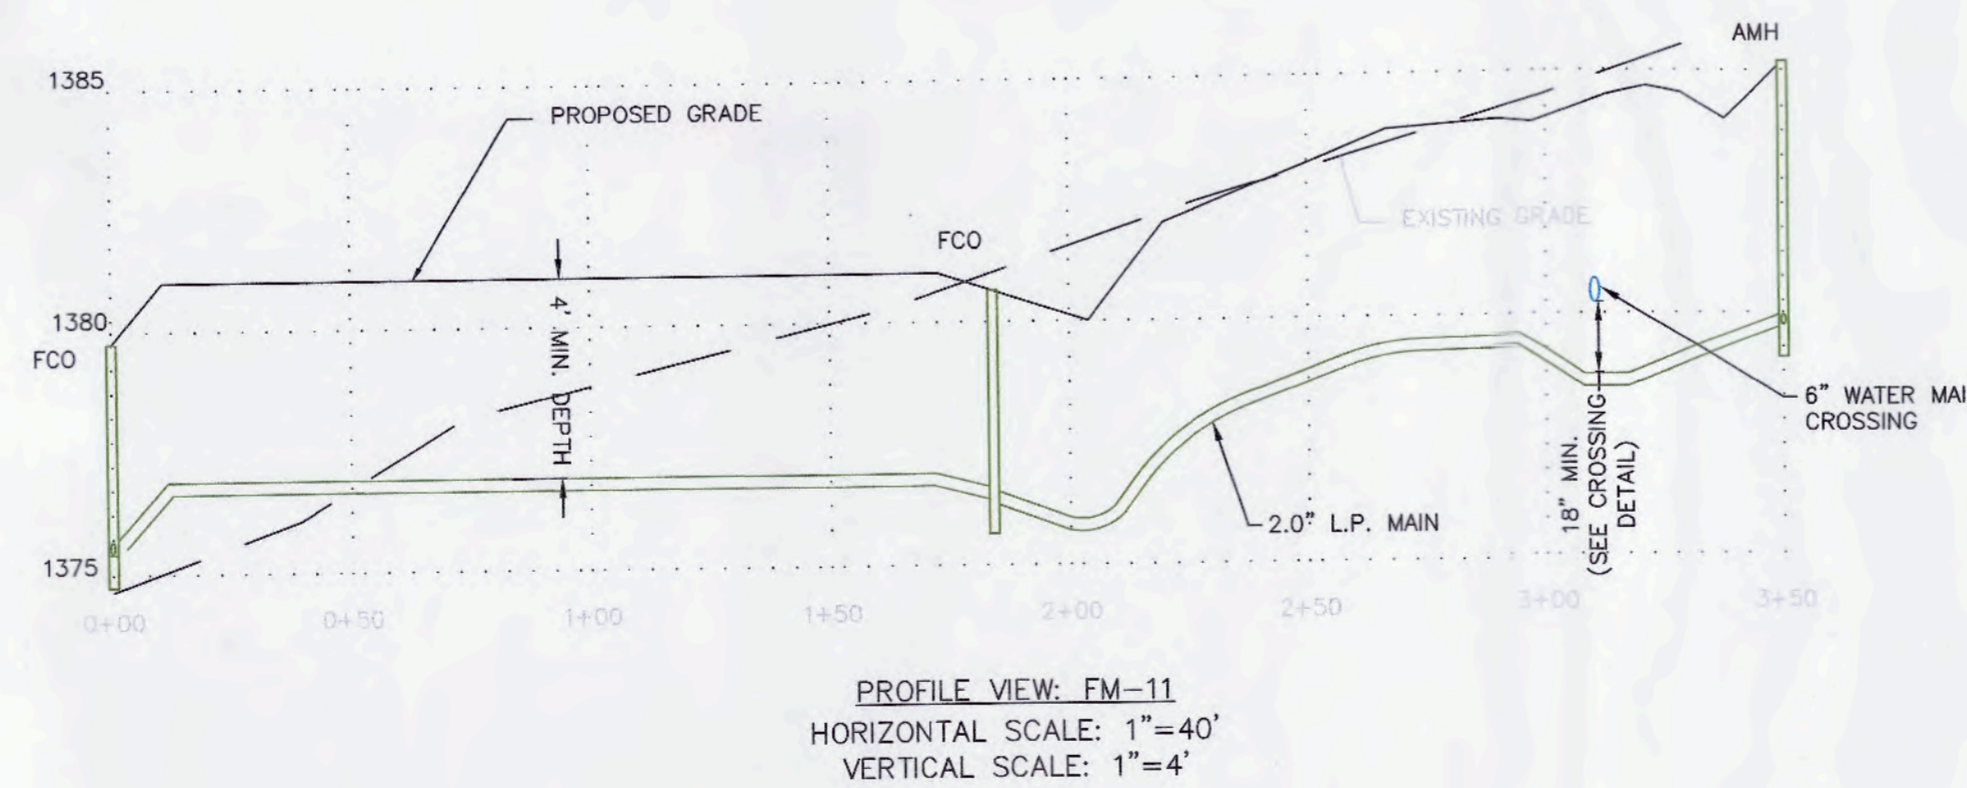 AMH
1385
PROPOSED GRADE
EXISTING GRADE
FCO
1380
4' MIN. DEPTH
FCO
6" WATER MAI
CROSSING
18" MIN.
(SEE CROSSING
DETAIL)
2.0" L.P. MAIN
1375
0+00 0+50 1+00 1+50 2+00 2+50 3+00 3+50
PROFILE VIEW: FM-11
HORIZONTAL SCALE: 1"=40'
VERTICAL SCALE: 1"=4'